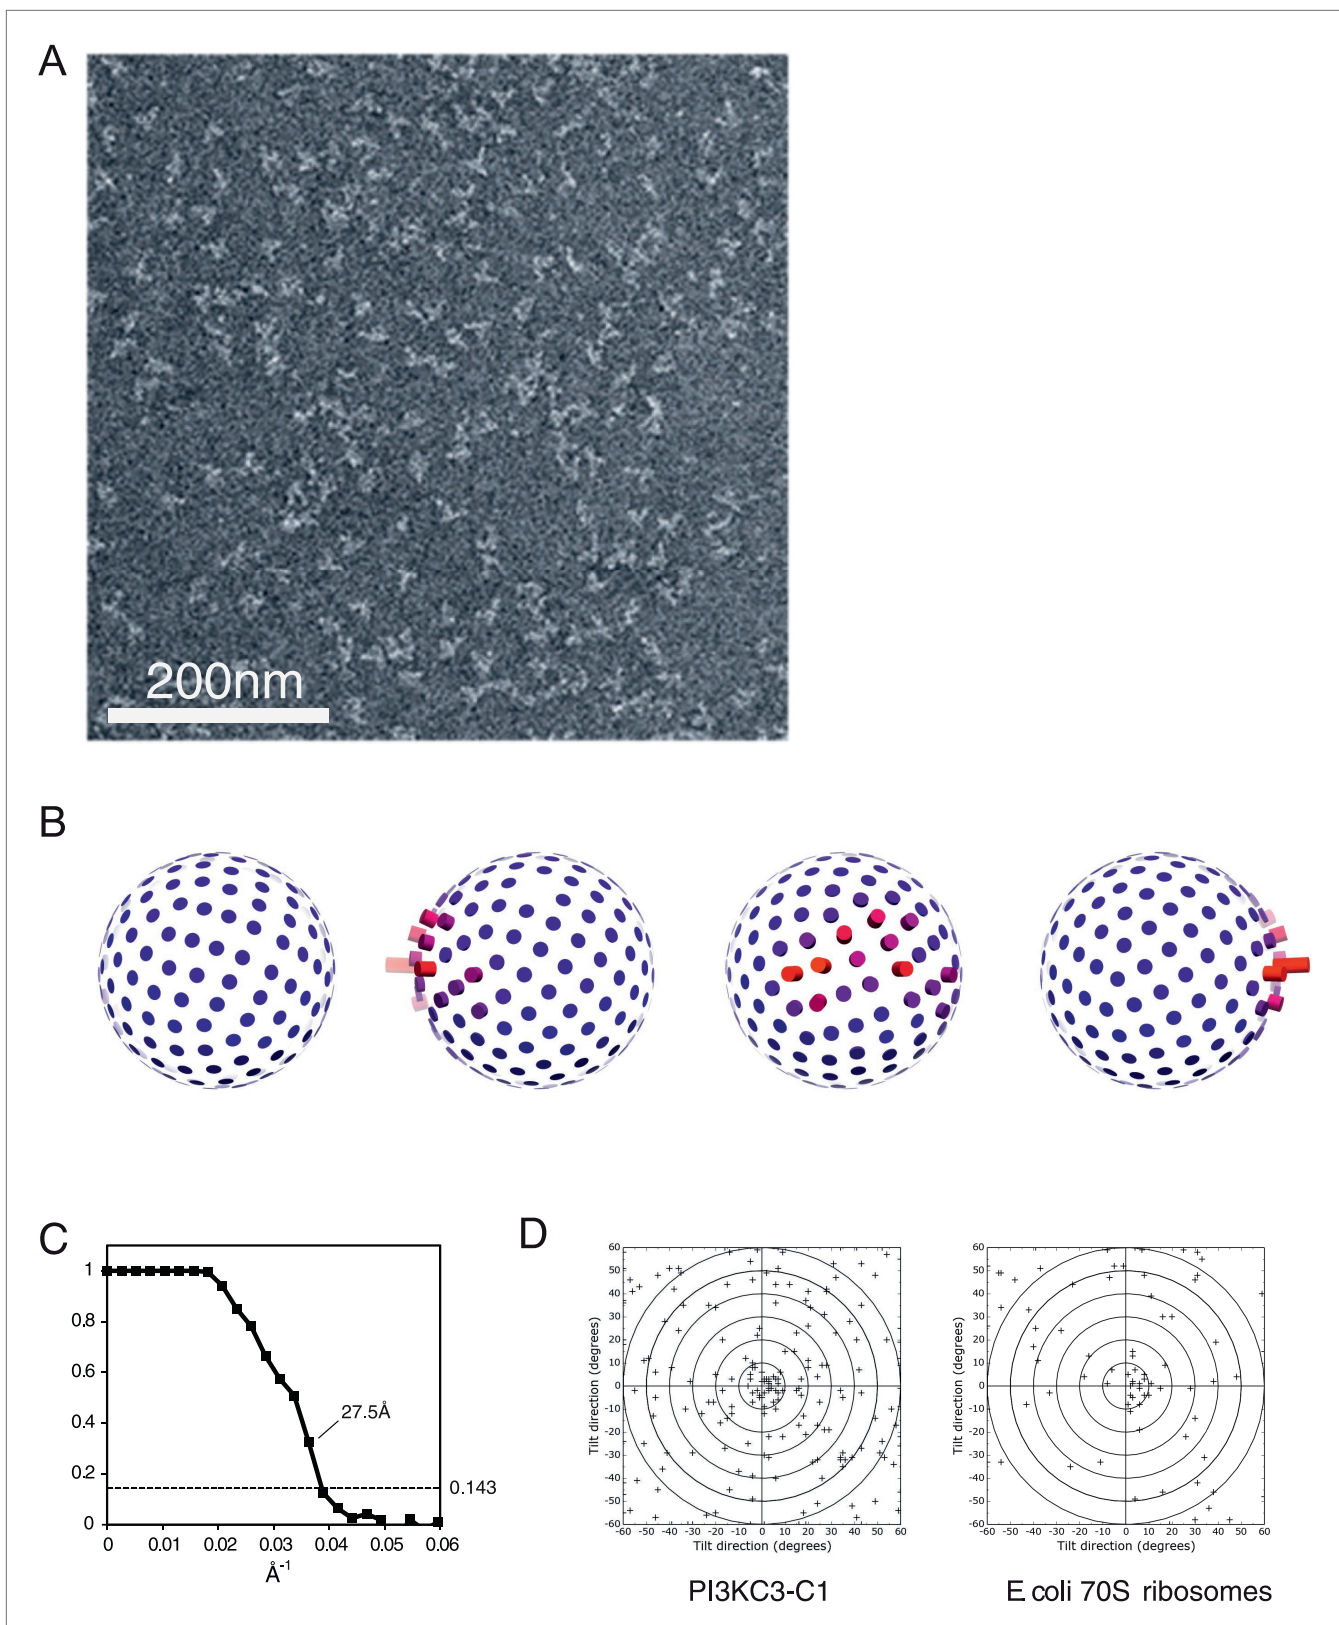 A
200nm
B
C
1
0.8
0.6
0.4
0.2
0
27.5Å
0.143
0 0.01 0.02 0.03 0.04 0.05 0.06
Å-1
D
60
50
40
30
20
10
0
-10
-20
-30
-40
-50
-60
Tilt direction (degrees)
-60 -50 -40 -30 -20 -10 0 10 20 30 40 50 60
Tilt direction (degrees)
PI3KC3-C1
60
50
40
30
20
10
0
-10
-20
-30
-40
-50
-60
Tilt direction (degrees)
-60 -50 -40 -30 -20 -10 0 10 20 30 40 50 60
Tilt direction (degrees)
E. coli 70S ribosomes